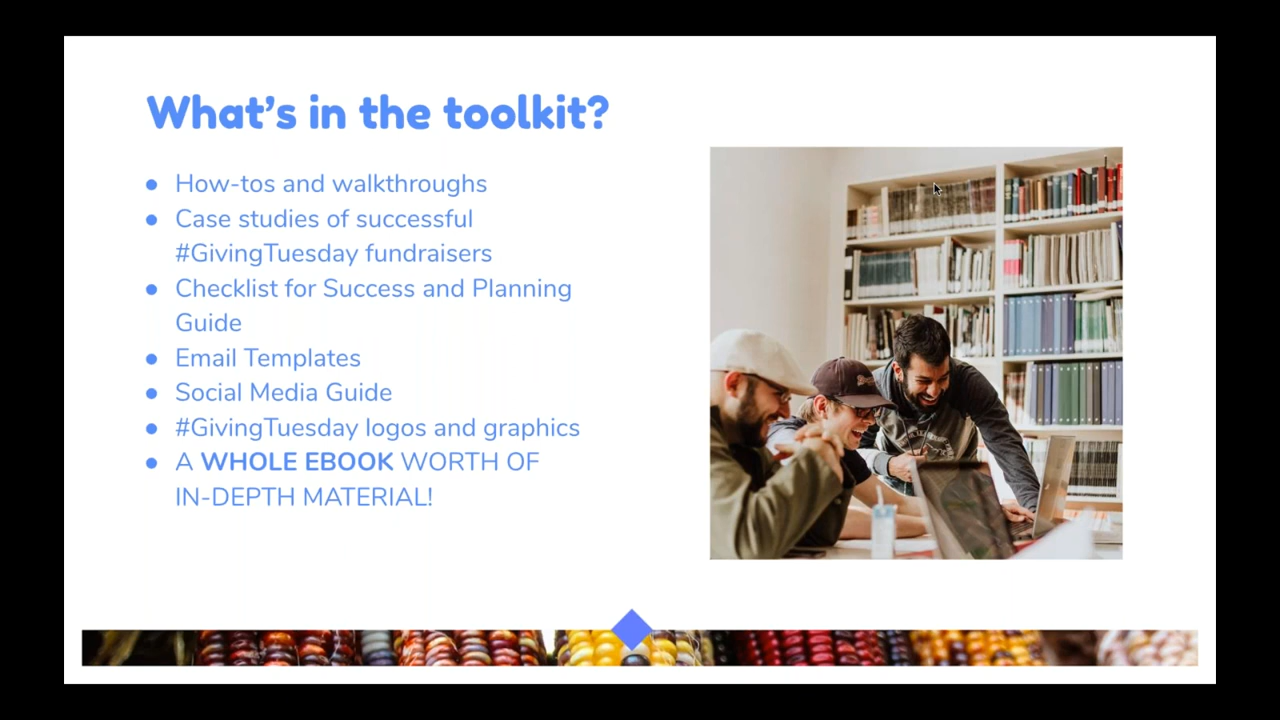 What’s in the toolkit?
● How-tos and walkthroughs
● Case studies of successful
#GivingTuesday fundraisers
● Checklist for Success and Planning
Guide
● Email Templates
● Social Media Guide
● #GivingTuesday logos and graphics
● A WHOLE EBOOK WORTH OF
IN-DEPTH MATERIAL!